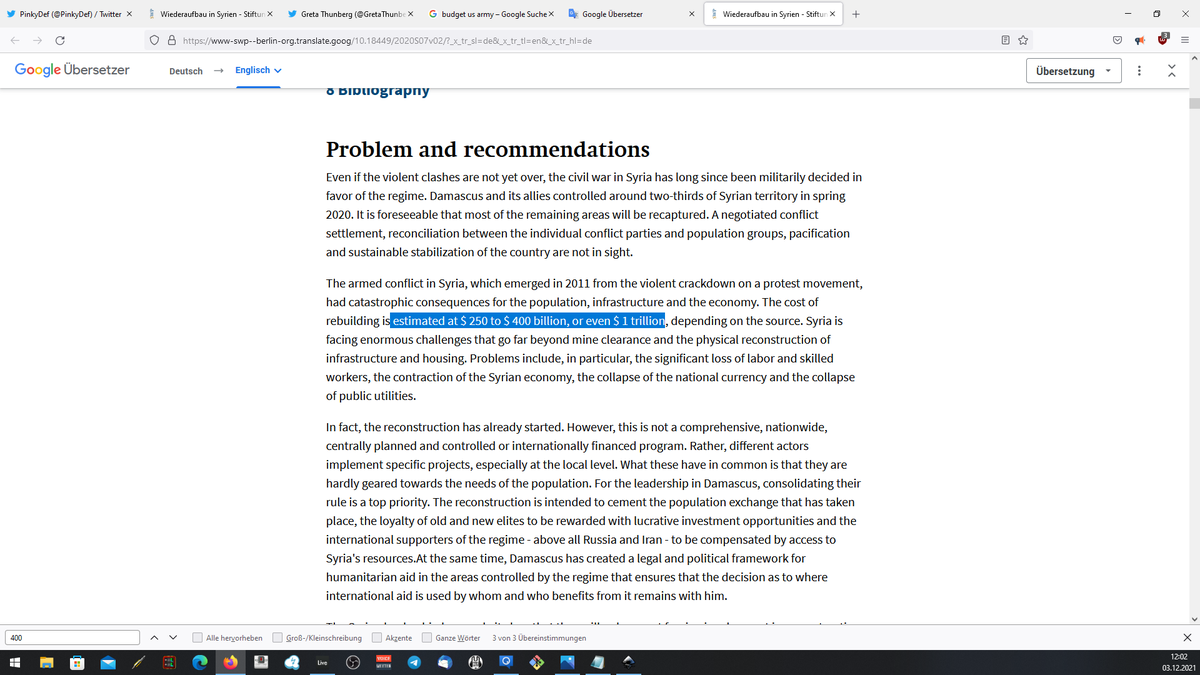 PinkyDef (@PinkyDef) / Twitter
Wiederaufbau in Syrien - Stiftun
Greta Thunberg (@GretaThunbe
budget us army – Google Suche
Google Übersetzer
Wiederaufbau in Syrien - Stiftun
https://www-swp--berlin-org.translate.goog/10.18449/2020S07v02/?_x_tr_sl=de&_x_tr_tl=en&_x_tr_hl=de
3
Google Übersetzer
Deutsch → Englisch
Übersetzung
8 Bibliography
Problem and recommendations
Even if the violent clashes are not yet over, the civil war in Syria has long since been militarily decided in
favor of the regime. Damascus and its allies controlled around two-thirds of Syrian territory in spring
2020. It is foreseeable that most of the remaining areas will be recaptured. A negotiated conflict
settlement, reconciliation between the individual conflict parties and population groups, pacification
and sustainable stabilization of the country are not in sight.
The armed conflict in Syria, which emerged in 2011 from the violent crackdown on a protest movement,
had catastrophic consequences for the population, infrastructure and the economy. The cost of
rebuilding is estimated at $ 250 to $ 400 billion, or even $ 1 trillion, depending on the source. Syria is
facing enormous challenges that go far beyond mine clearance and the physical reconstruction of
infrastructure and housing. Problems include, in particular, the significant loss of labor and skilled
workers, the contraction of the Syrian economy, the collapse of the national currency and the collapse
of public utilities.
In fact, the reconstruction has already started. However, this is not a comprehensive, nationwide,
centrally planned and controlled or internationally financed program. Rather, different actors
implement specific projects, especially at the local level. What these have in common is that they are
hardly geared towards the needs of the population. For the leadership in Damascus, consolidating their
rule is a top priority. The reconstruction is intended to cement the population exchange that has taken
place, the loyalty of old and new elites to be rewarded with lucrative investment opportunities and the
international supporters of the regime - above all Russia and Iran - to be compensated by access to
Syria's resources.At the same time, Damascus has created a legal and political framework for
humanitarian aid in the areas controlled by the regime that ensures that the decision as to where
international aid is used by whom and who benefits from it remains with him.
400
Alle hervorheben
Groß-/Kleinschreibung
Akzente
Ganze Wörter
3 von 3 Übereinstimmungen
Live
12:02
03.12.2021